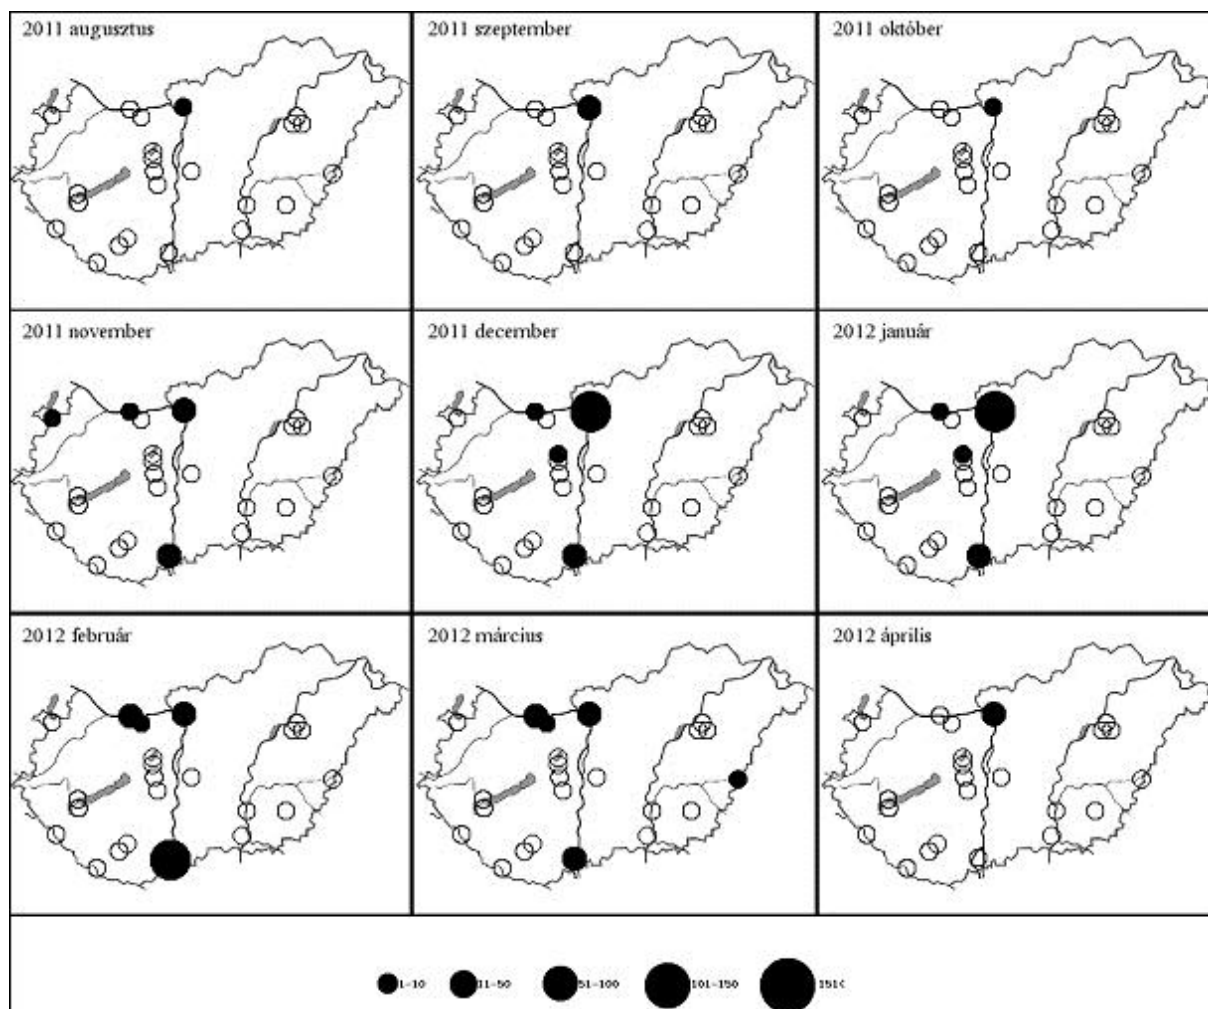 2011 augusztus
2011 szeptember
2011 október
2011 november
2011 december
2012 január
2012 február
2012 március
2012 április
1-10 11-50 51-100 101-150 151<